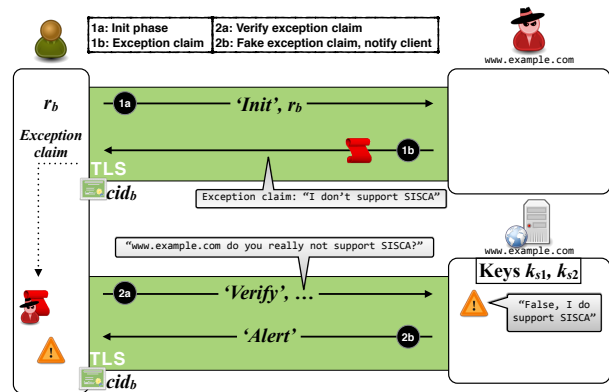 1a: Init phase
1b: Exception claim
2a: Verify exception claim
2b: Fake exception claim, notify client
www.example.com
r_b
1a
‘Init’, r_b
Exception
claim
1b
TLS
cid_b
Exception claim: “I don’t support SISCA”
www.example.com
“www.example.com do you really not support SISCA?”
Keys k_s1, k_s2
2a
‘Verify’, …
“False, I do
support SISCA”
‘Alert’
2b
TLS
cid_b